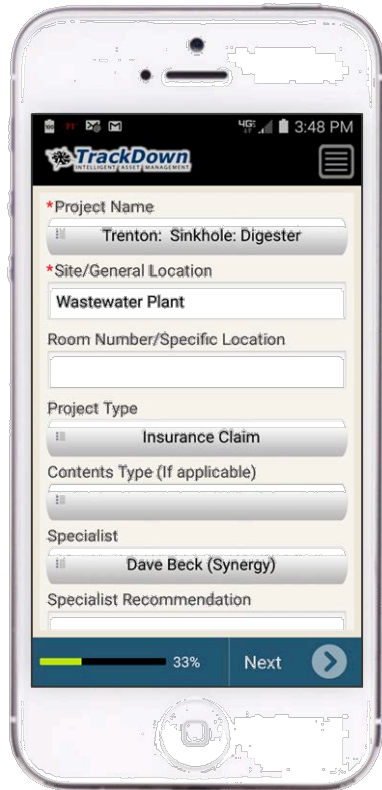 4G 3:48 PM
TrackDown
INTELLIGENT ASSET MANAGEMENT
*Project Name
Trenton: Sinkhole: Digester
*Site/General Location
Wastewater Plant
Room Number/Specific Location
Project Type
Insurance Claim
Contents Type (If applicable)
Specialist
Dave Beck (Synergy)
Specialist Recommendation
33% Next